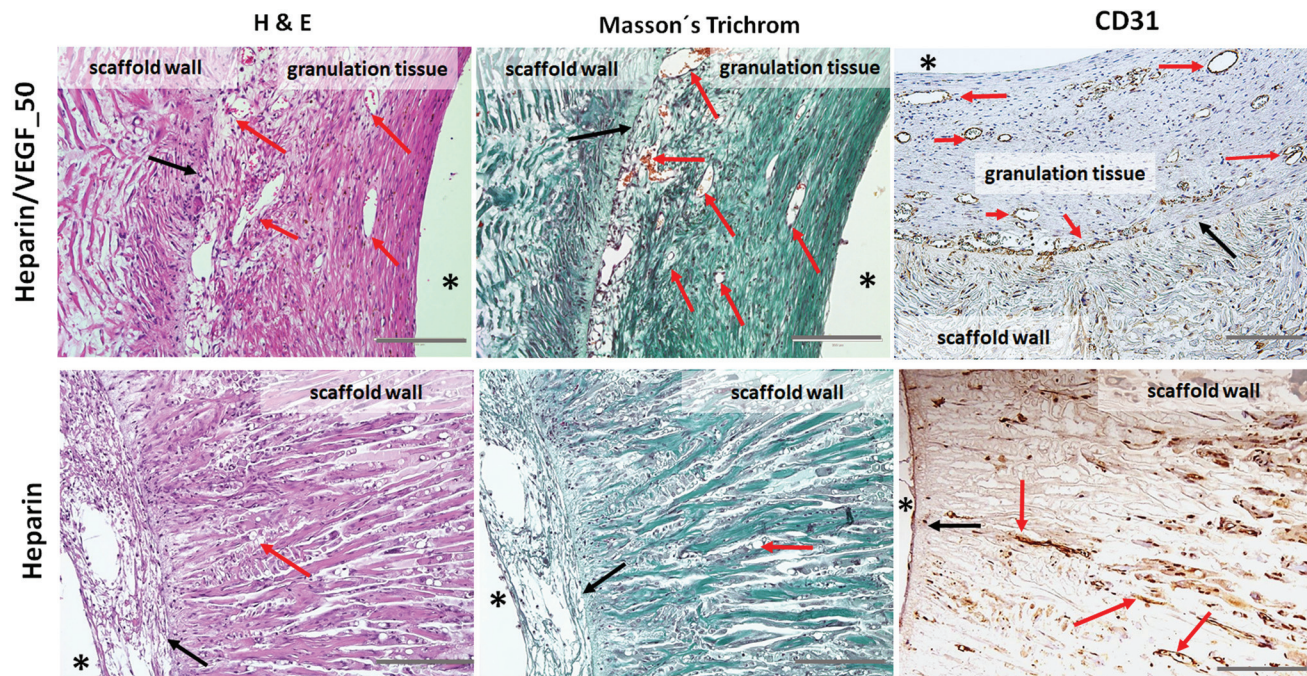 H & E
Masson´s Trichrom
CD31
Heparin/VEGF_50
scaffold wall
granulation tissue
*
scaffold wall
granulation tissue
*
*
granulation tissue
scaffold wall
Heparin
scaffold wall
*
scaffold wall
*
scaffold wall
*